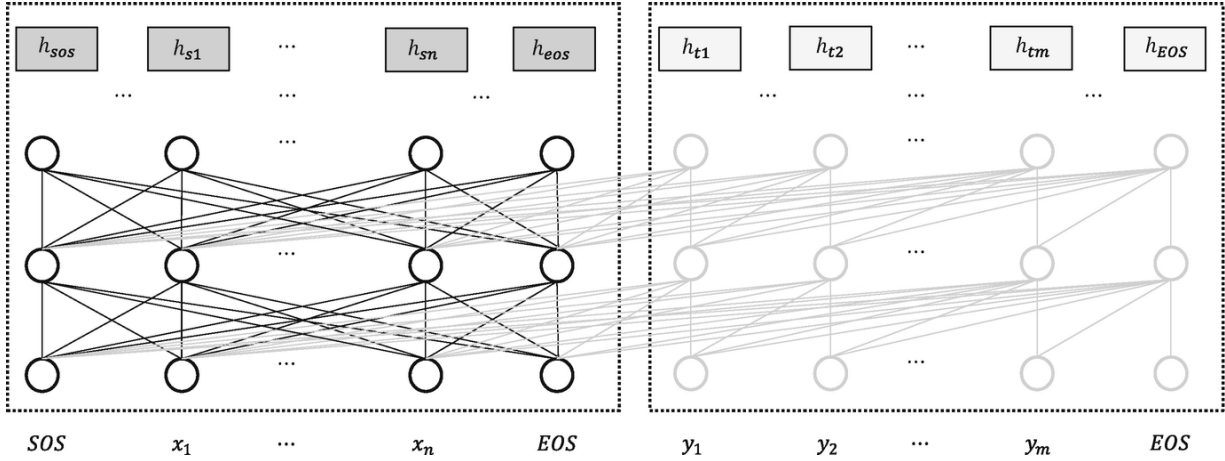 h_sos h_s1 ... h_sn h_eos h_t1 h_t2 ... h_tm h_EOS
... ... ... ... ... ...
... ...
... ...
... ...
SOS x_1 ... x_n EOS y_1 y_2 ... y_m EOS